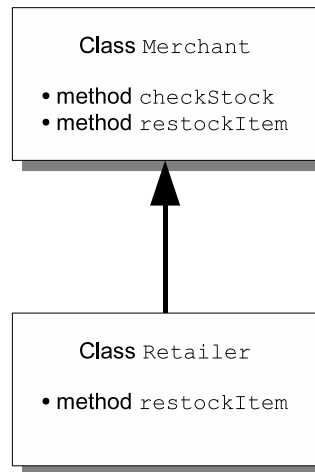 Class Merchant
• method checkStock
• method restockItem
Class Retailer
• method restockItem